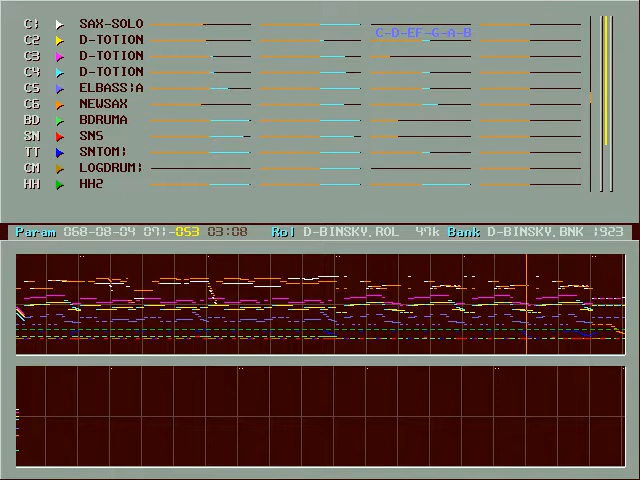 C1 SAX-SOLO
C-D-EF-G-A-B
C2 D-TOTION
C3 D-TOTION
C4 D-TOTION
C5 ELBASS1A
C6 NEWSAX
BD BDRUMA
SN SN5
TT SNTOM1
CM LOGDRUM1
HH HH2
Param 068-08-04 071-053 03:08 Rol D-BINSKY.ROL 47k Bank D-BINSKY.BNK 1923